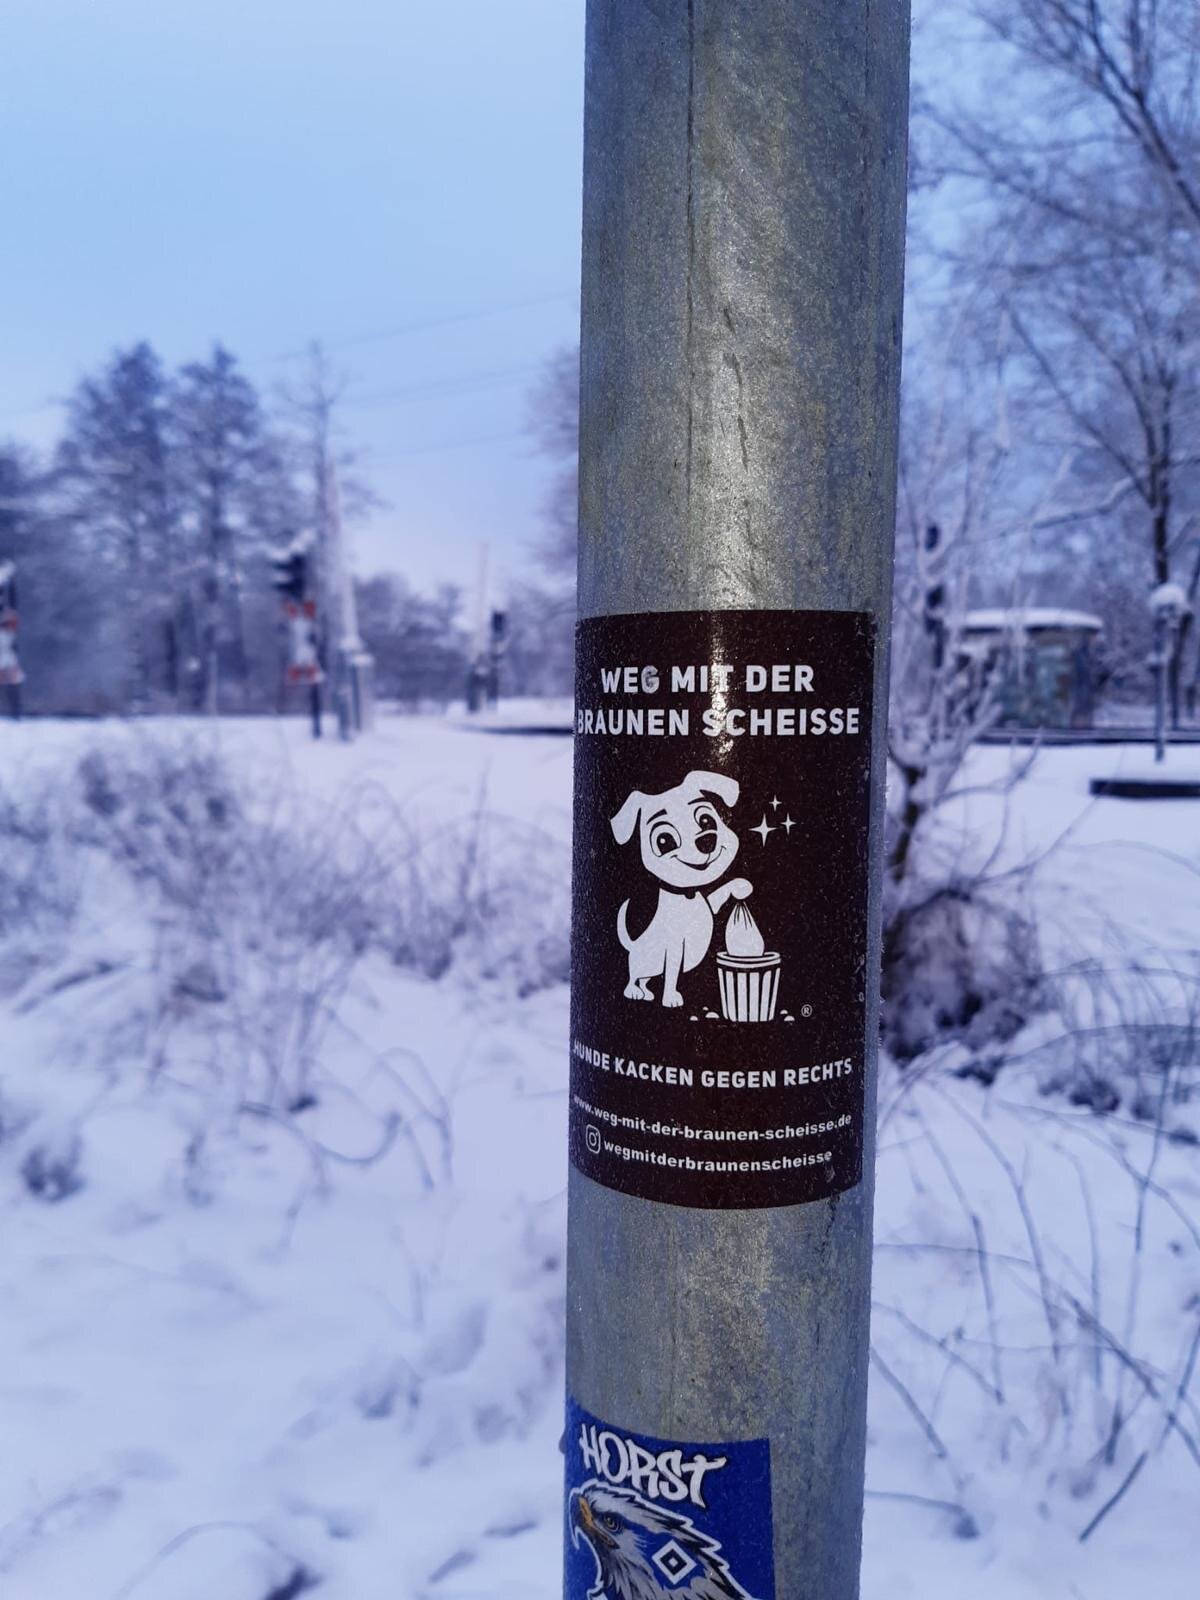 WEG MIT DER
BRAUNEN SCHEISSE
®
HUNDE KACKEN GEGEN RECHTS
www.weg-mit-der-braunen-scheisse.de
wegmitderbraunenscheisse
HORST